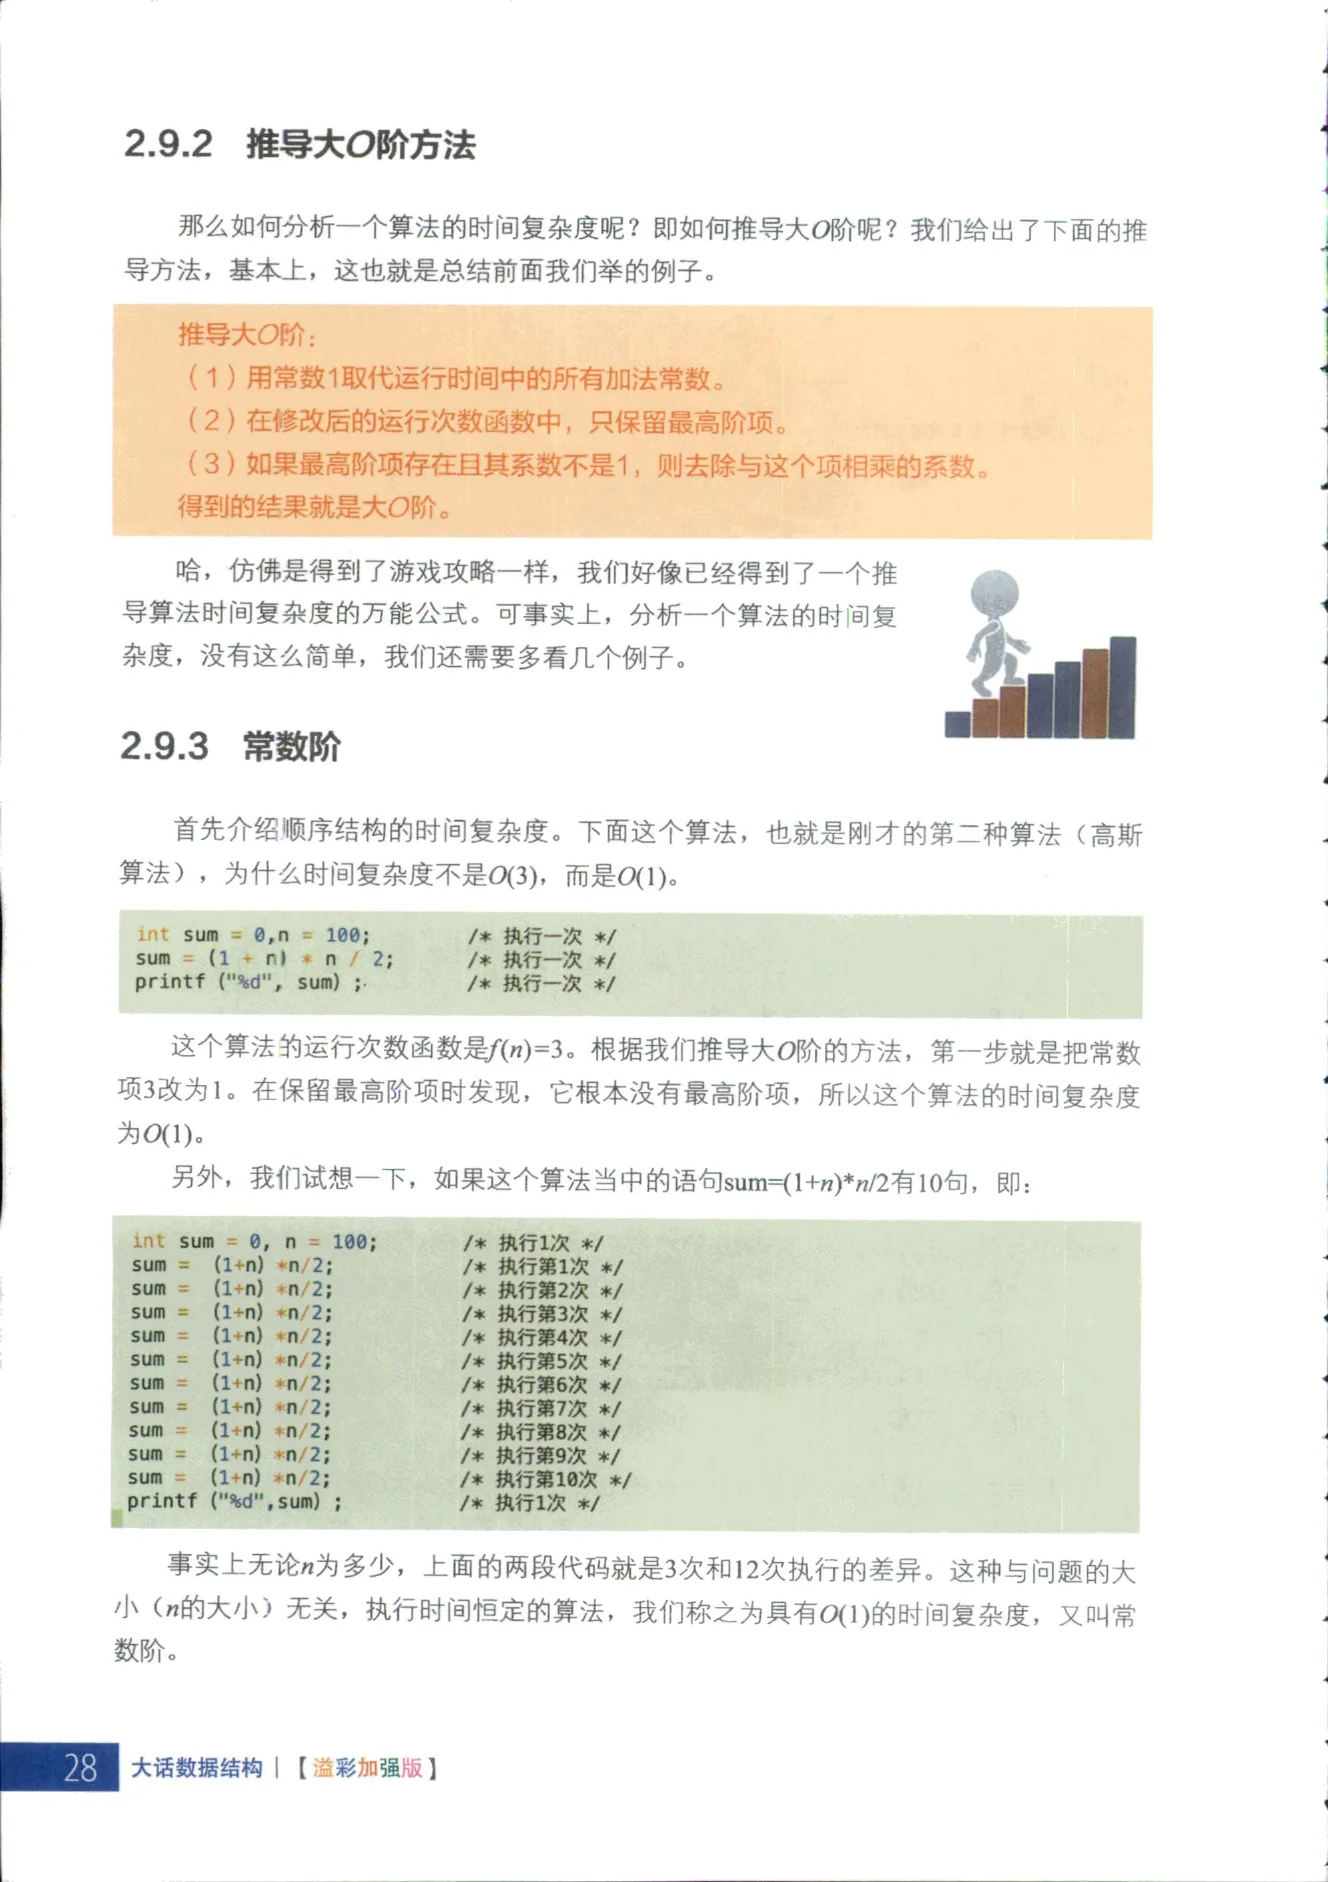 2.9.2 推导大O阶方法
那么如何分析一个算法的时间复杂度呢？即如何推导大O阶呢？我们给出了下面的推
导方法，基本上，这也就是总结前面我们举的例子。
推导大O阶：
（1）用常数1取代运行时间中的所有加法常数。
（2）在修改后的运行次数函数中，只保留最高阶项。
（3）如果最高阶项存在且其系数不是1，则去除与这个项相乘的系数。
得到的结果就是大O阶。
哈，仿佛是得到了游戏攻略一样，我们好像已经得到了一个推
导算法时间复杂度的万能公式。可事实上，分析一个算法的时间复
杂度，没有这么简单，我们还需要多看几个例子。
2.9.3 常数阶
首先介绍顺序结构的时间复杂度。下面这个算法，也就是刚才的第二种算法（高斯
算法），为什么时间复杂度不是O(3)，而是O(1)。
int sum = 0,n = 100; /* 执行一次 */
sum = (1 + n) * n / 2; /* 执行一次 */
printf ("%d", sum) ; /* 执行一次 */
这个算法的运行次数函数是f(n)=3。根据我们推导大O阶的方法，第一步就是把常数
项3改为1。在保留最高阶项时发现，它根本没有最高阶项，所以这个算法的时间复杂度
为O(1)。
另外，我们试想一下，如果这个算法当中的语句sum=(1+n)*n/2有10句，即：
int sum = 0, n = 100; /* 执行1次 */
sum = (1+n) *n/2; /* 执行第1次 */
sum = (1+n) *n/2; /* 执行第2次 */
sum = (1+n) *n/2; /* 执行第3次 */
sum = (1+n) *n/2; /* 执行第4次 */
sum = (1+n) *n/2; /* 执行第5次 */
sum = (1+n) *n/2; /* 执行第6次 */
sum = (1+n) *n/2; /* 执行第7次 */
sum = (1+n) *n/2; /* 执行第8次 */
sum = (1+n) *n/2; /* 执行第9次 */
sum = (1+n) *n/2; /* 执行第10次 */
printf ("%d",sum) ; /* 执行1次 */
事实上无论n为多少，上面的两段代码就是3次和12次执行的差异。这种与问题的大
小（n的大小）无关，执行时间恒定的算法，我们称之为具有O(1)的时间复杂度，又叫常
数阶。
28 大话数据结构 | 【溢彩加强版】